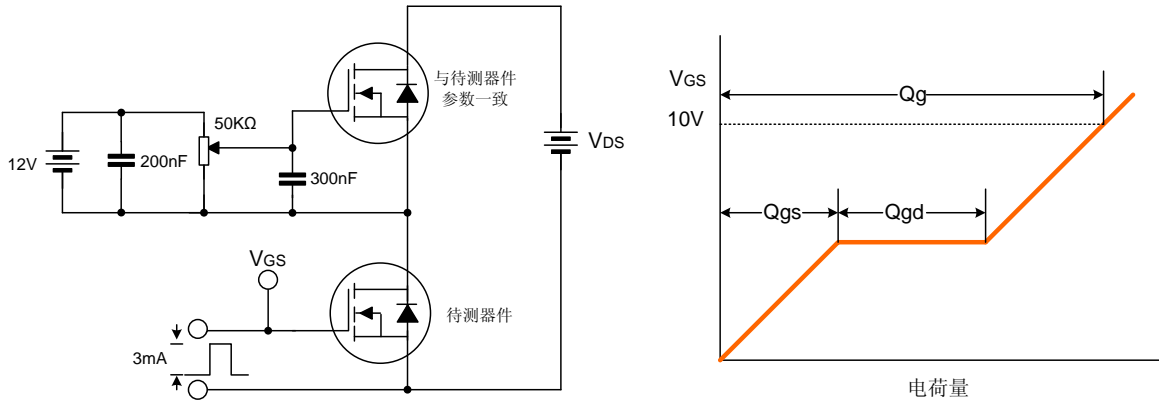 12V
200nF
50KΩ
300nF
与待测器件
参数一致
VDS
VGS
待测器件
3mA
VGS
10V
Qg
Qgs
Qgd
电荷量